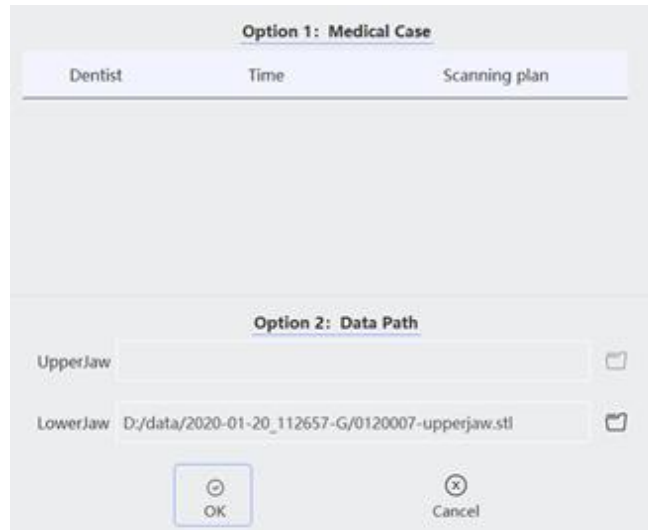 Option 1: Medical Case
Dentist Time Scanning plan
Option 2: Data Path
UpperJaw
LowerJaw D:/data/2020-01-20_112657-G/0120007-upperjaw.stl
OK Cancel